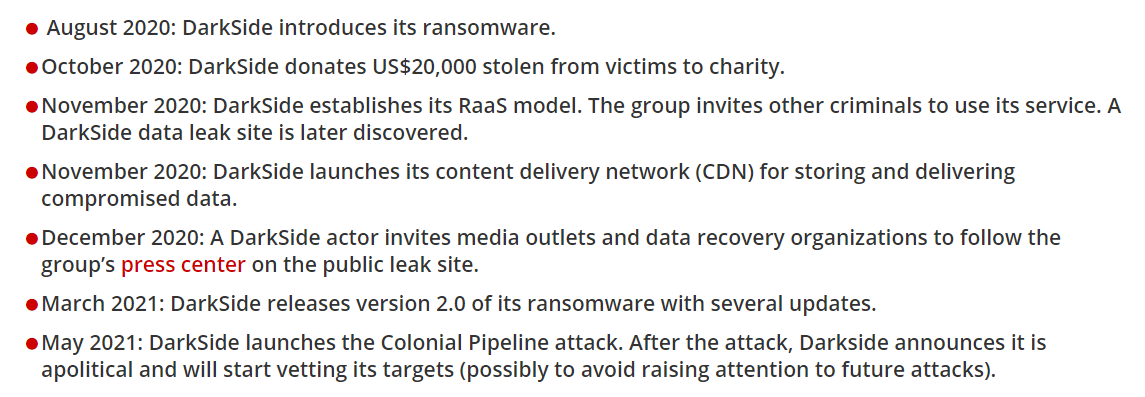 August 2020: DarkSide introduces its ransomware.
October 2020: DarkSide donates US$20,000 stolen from victims to charity.
November 2020: DarkSide establishes its RaaS model. The group invites other criminals to use its service. A
DarkSide data leak site is later discovered.
November 2020: DarkSide launches its content delivery network (CDN) for storing and delivering
compromised data.
December 2020: A DarkSide actor invites media outlets and data recovery organizations to follow the
group’s press center on the public leak site.
March 2021: DarkSide releases version 2.0 of its ransomware with several updates.
May 2021: DarkSide launches the Colonial Pipeline attack. After the attack, Darkside announces it is
apolitical and will start vetting its targets (possibly to avoid raising attention to future attacks).